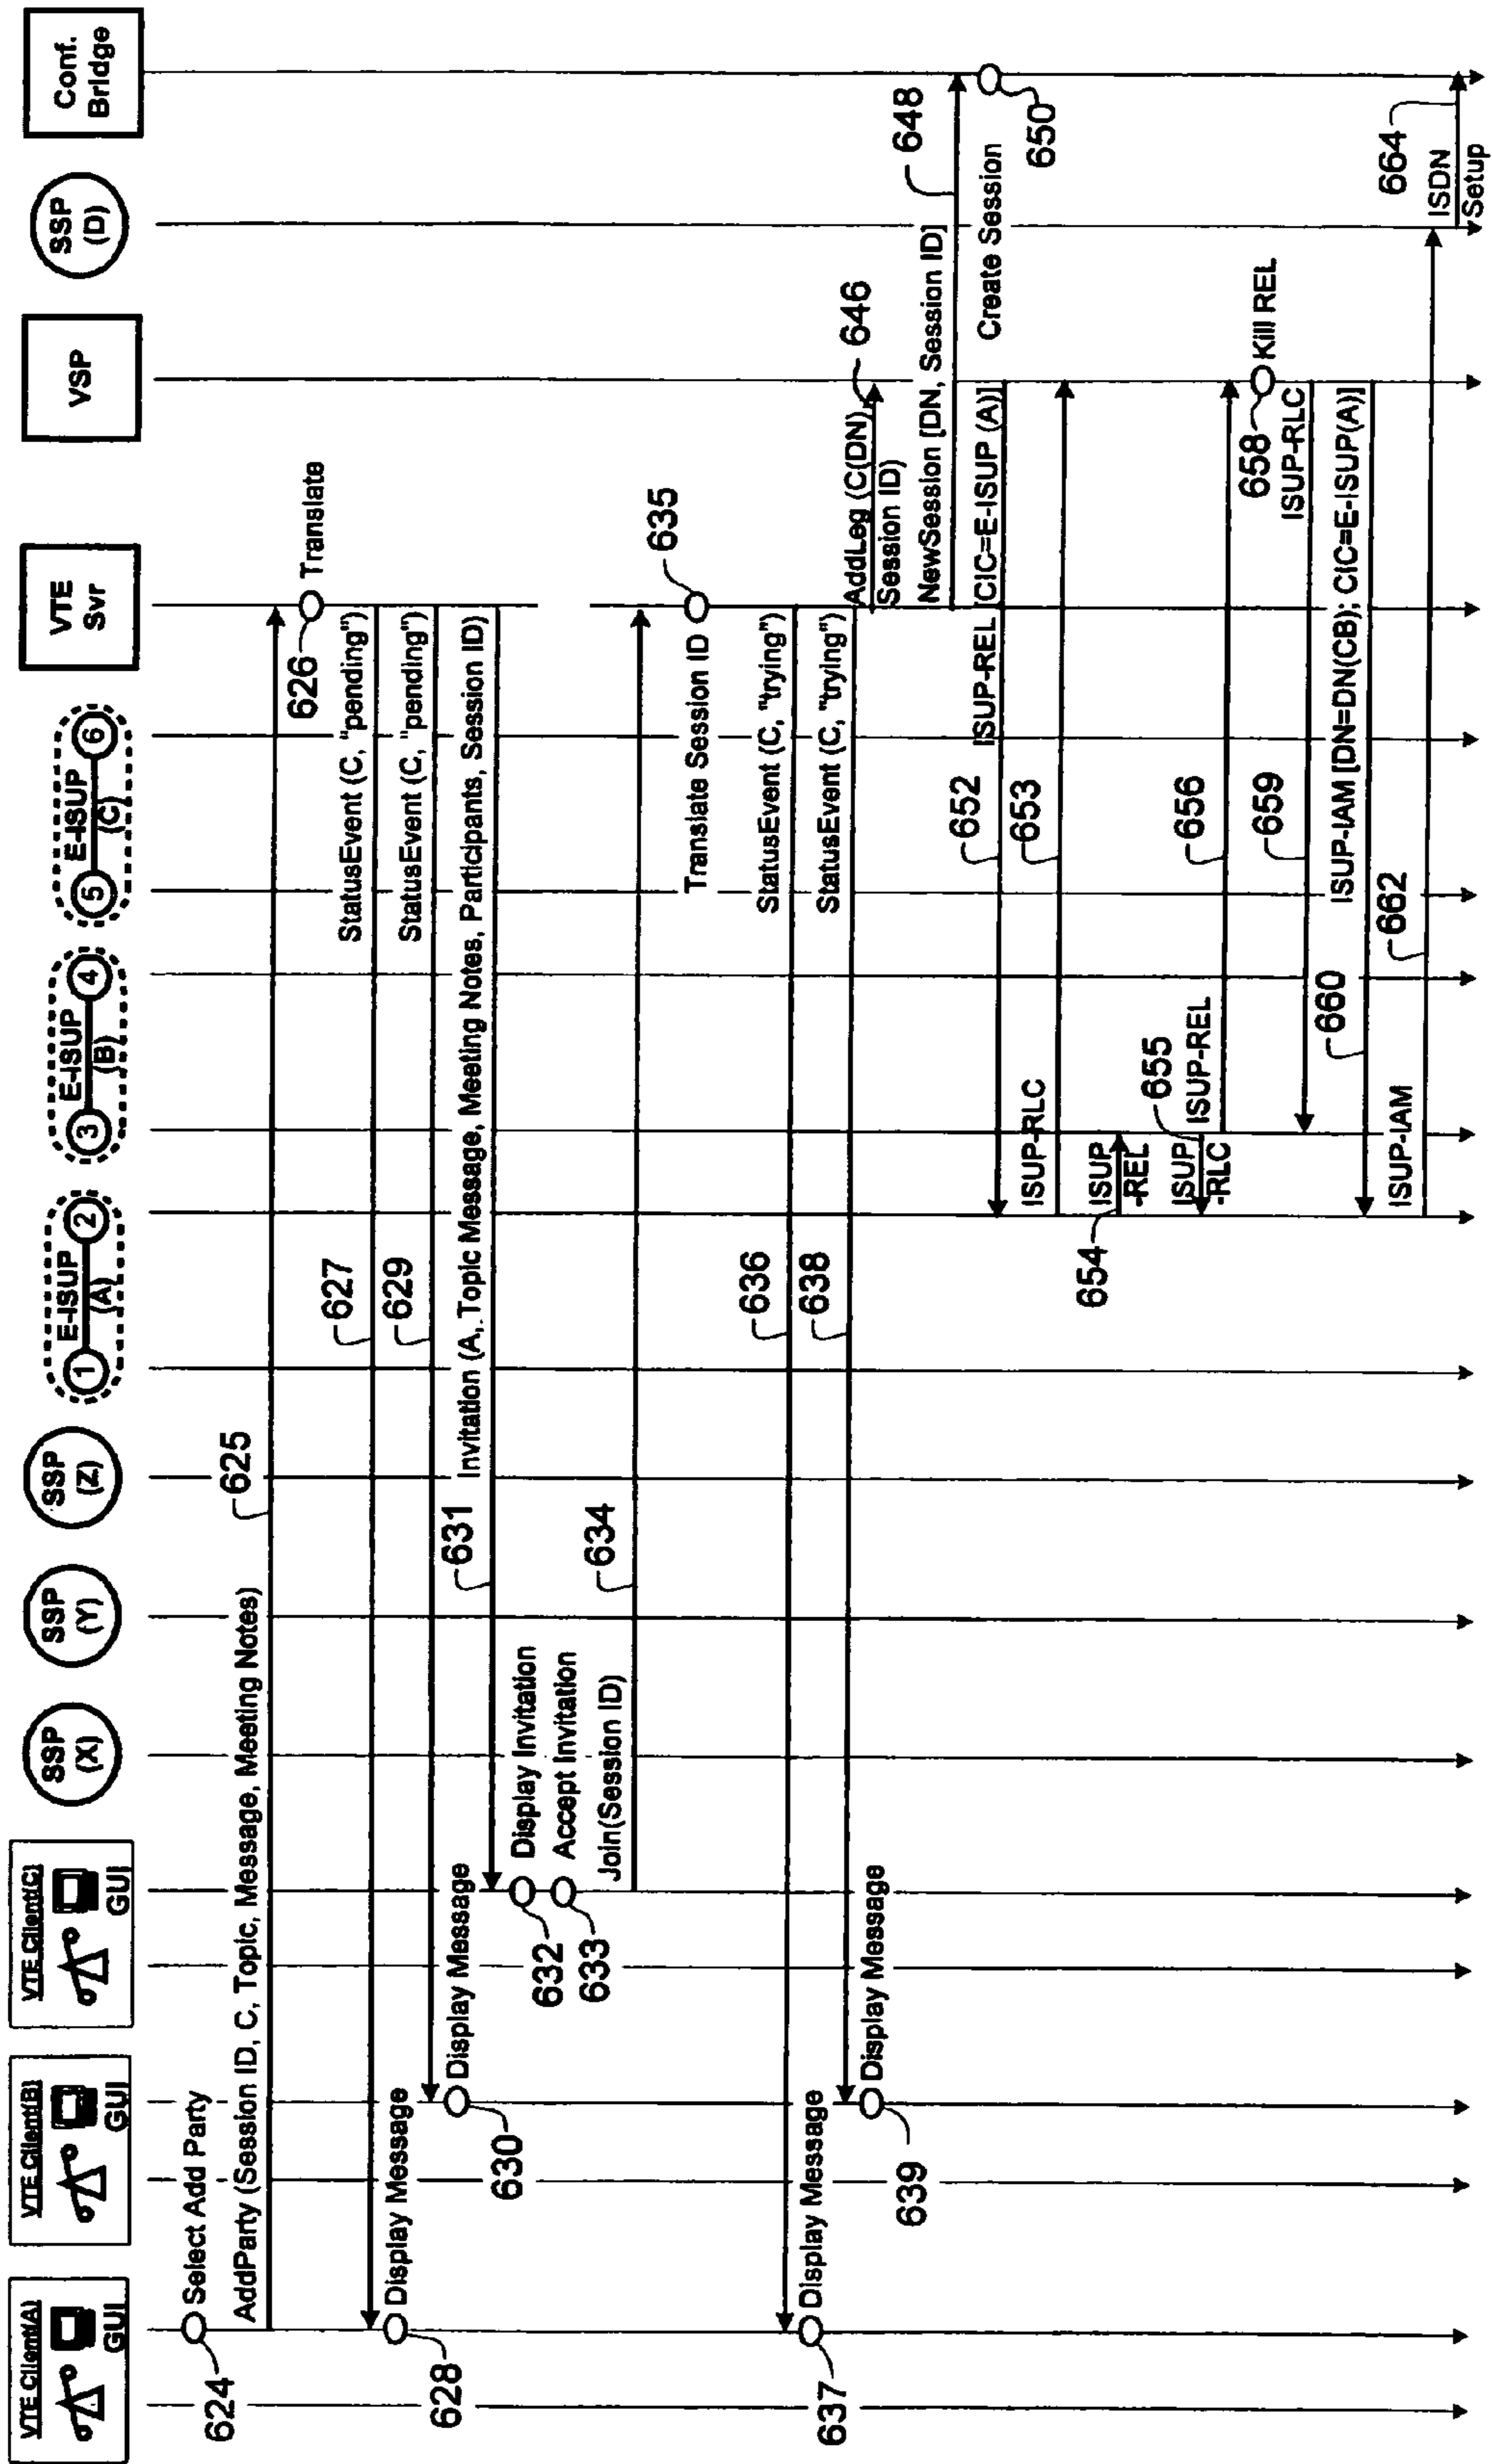 VTE Client(A)
GUI
VTE Client(B)
GUI
VTE Client(C)
GUI
SSP
(X)
SSP
(Y)
SSP
(Z)
1
E-ISUP
(A)
2
3
E-ISUP
(B)
4
5
E-ISUP
(C)
6
VTE
Svr
VSP
SSP
(D)
Conf.
Bridge
624
Select Add Party
AddParty (Session ID, C, Topic, Message, Meeting Notes)
625
626
Translate
627
StatusEvent (C, "pending")
628
Display Message
629
StatusEvent (C, "pending")
630
Display Message
631
Invitation (A, Topic Message, Meeting Notes, Participants, Session ID)
632
Display Invitation
633
Accept Invitation
Join(Session ID)
634
635
Translate Session ID
636
StatusEvent (C, "trying")
637
Display Message
638
StatusEvent (C, "trying")
639
Display Message
AddLeg (C(DN),
Session ID)
646
NewSession [DN, Session ID]
648
Create Session
650
ISUP-REL [CIC=E-ISUP (A)]
652
ISUP-RLC
653
ISUP
-REL
654
ISUP
-RLC
655
ISUP-REL
656
658
Kill REL
ISUP-RLC
659
ISUP-IAM [DN=DN(CB); CIC=E-ISUP(A)]
660
ISUP-IAM
662
664
ISDN
Setup